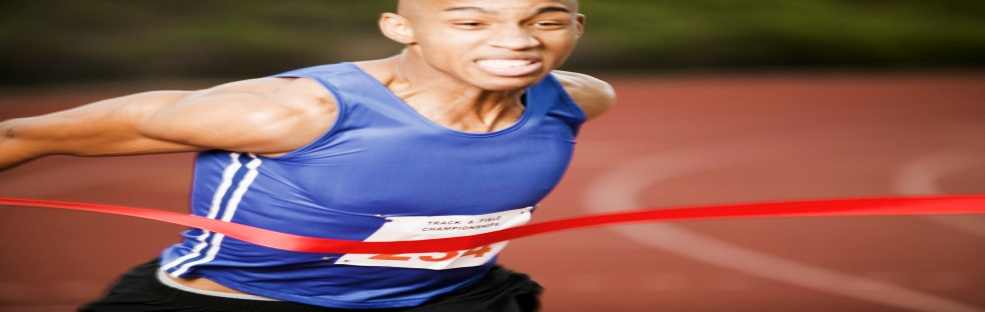 TRACK & FIELD
CHAMPIONSHIPS